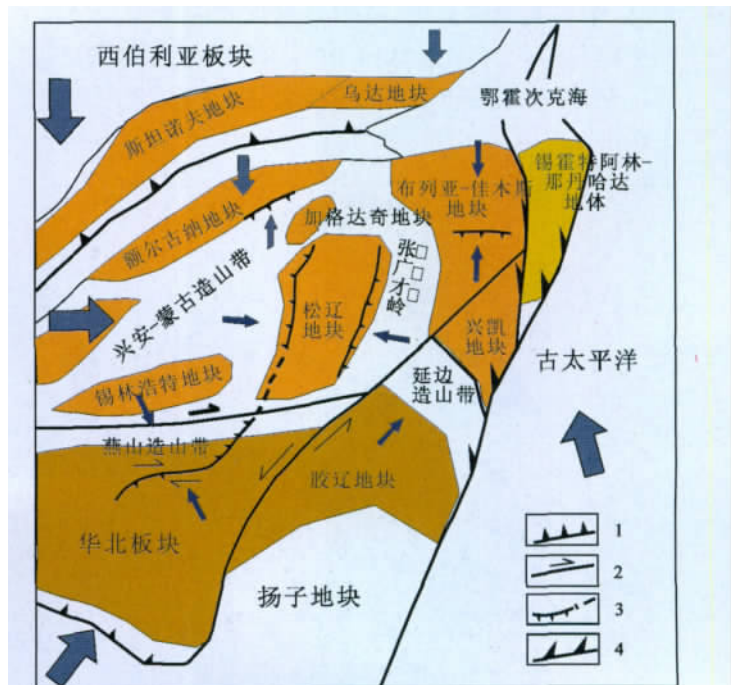 西伯利亚板块
乌达地块
斯坦诺夫地块
鄂霍次克海
锡霍特阿林-
那丹哈达
地体
布列亚-佳木斯
地块
额尔古纳地块
加格达奇地块
张□
广□
才□
岭
兴安-蒙古造山带
松辽
地块
兴凯
地块
古太平洋
锡林浩特地块
延边
造山带
燕山造山带
胶辽地块
华北板块
扬子地块
1
2
3
4